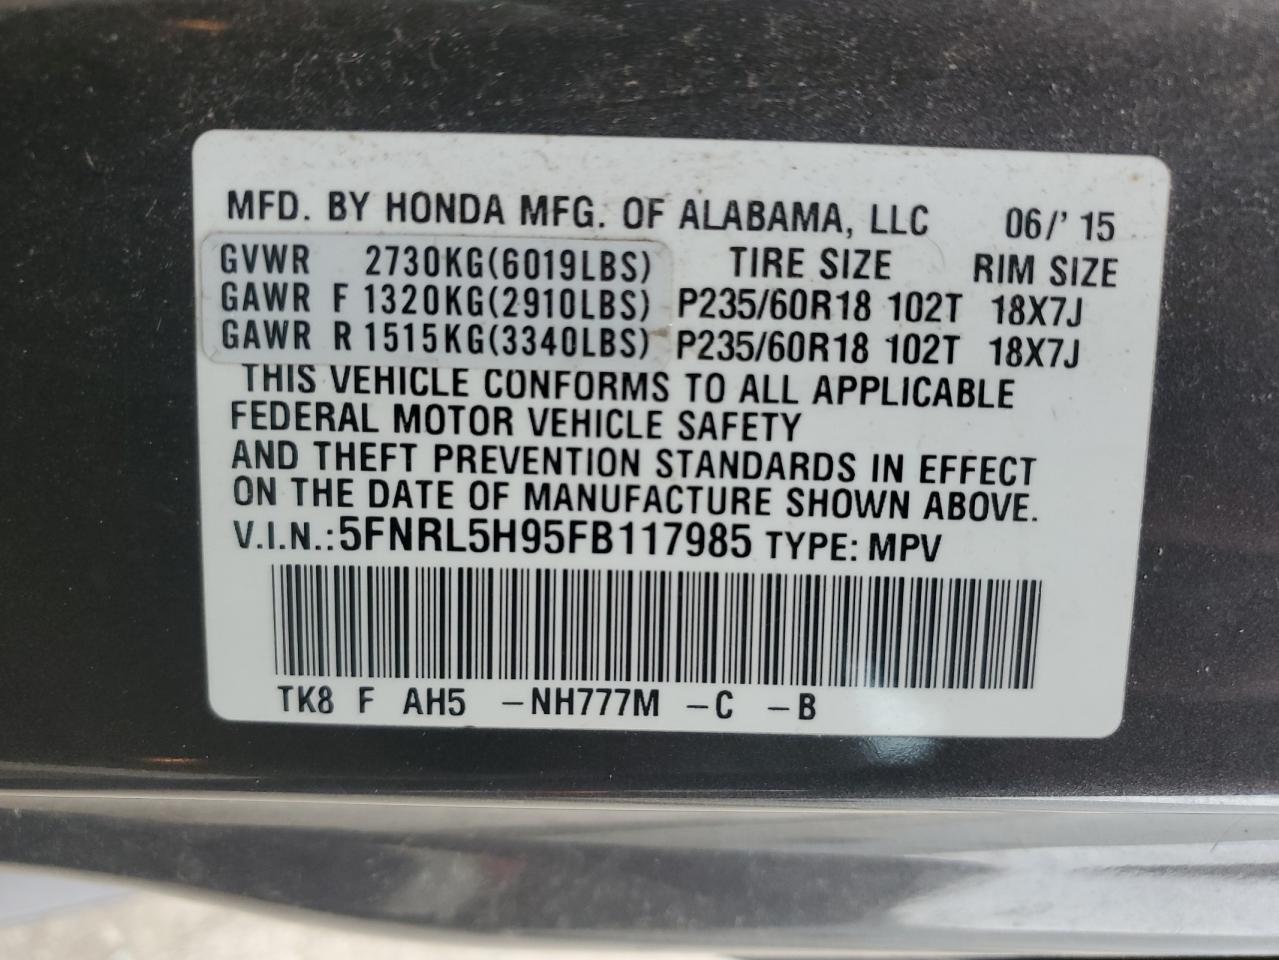 MFD. BY HONDA MFG. OF ALABAMA, LLC 06/' 15
GVWR 2730KG(6019LBS) TIRE SIZE RIM SIZE
GAWR F 1320KG(2910LBS) P235/60R18 102T 18X7J
GAWR R 1515KG(3340LBS) P235/60R18 102T 18X7J
THIS VEHICLE CONFORMS TO ALL APPLICABLE
FEDERAL MOTOR VEHICLE SAFETY
AND THEFT PREVENTION STANDARDS IN EFFECT
ON THE DATE OF MANUFACTURE SHOWN ABOVE.
V.I.N.: 5FNRL5H95FB117985 TYPE: MPV
TK8 F AH5 -NH777M -C -B